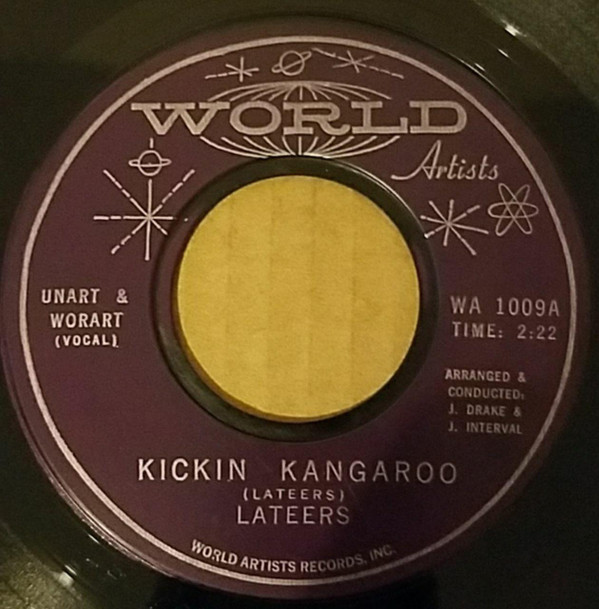 WORLD
Artists
UNART &
WORART
(VOCAL)
WA 1009A
TIME: 2:22
ARRANGED &
CONDUCTED:
J. DRAKE &
J. INTERVAL
KICKIN KANGAROO
(LATEERS)
LATEERS
WORLD ARTISTS RECORDS, INC.